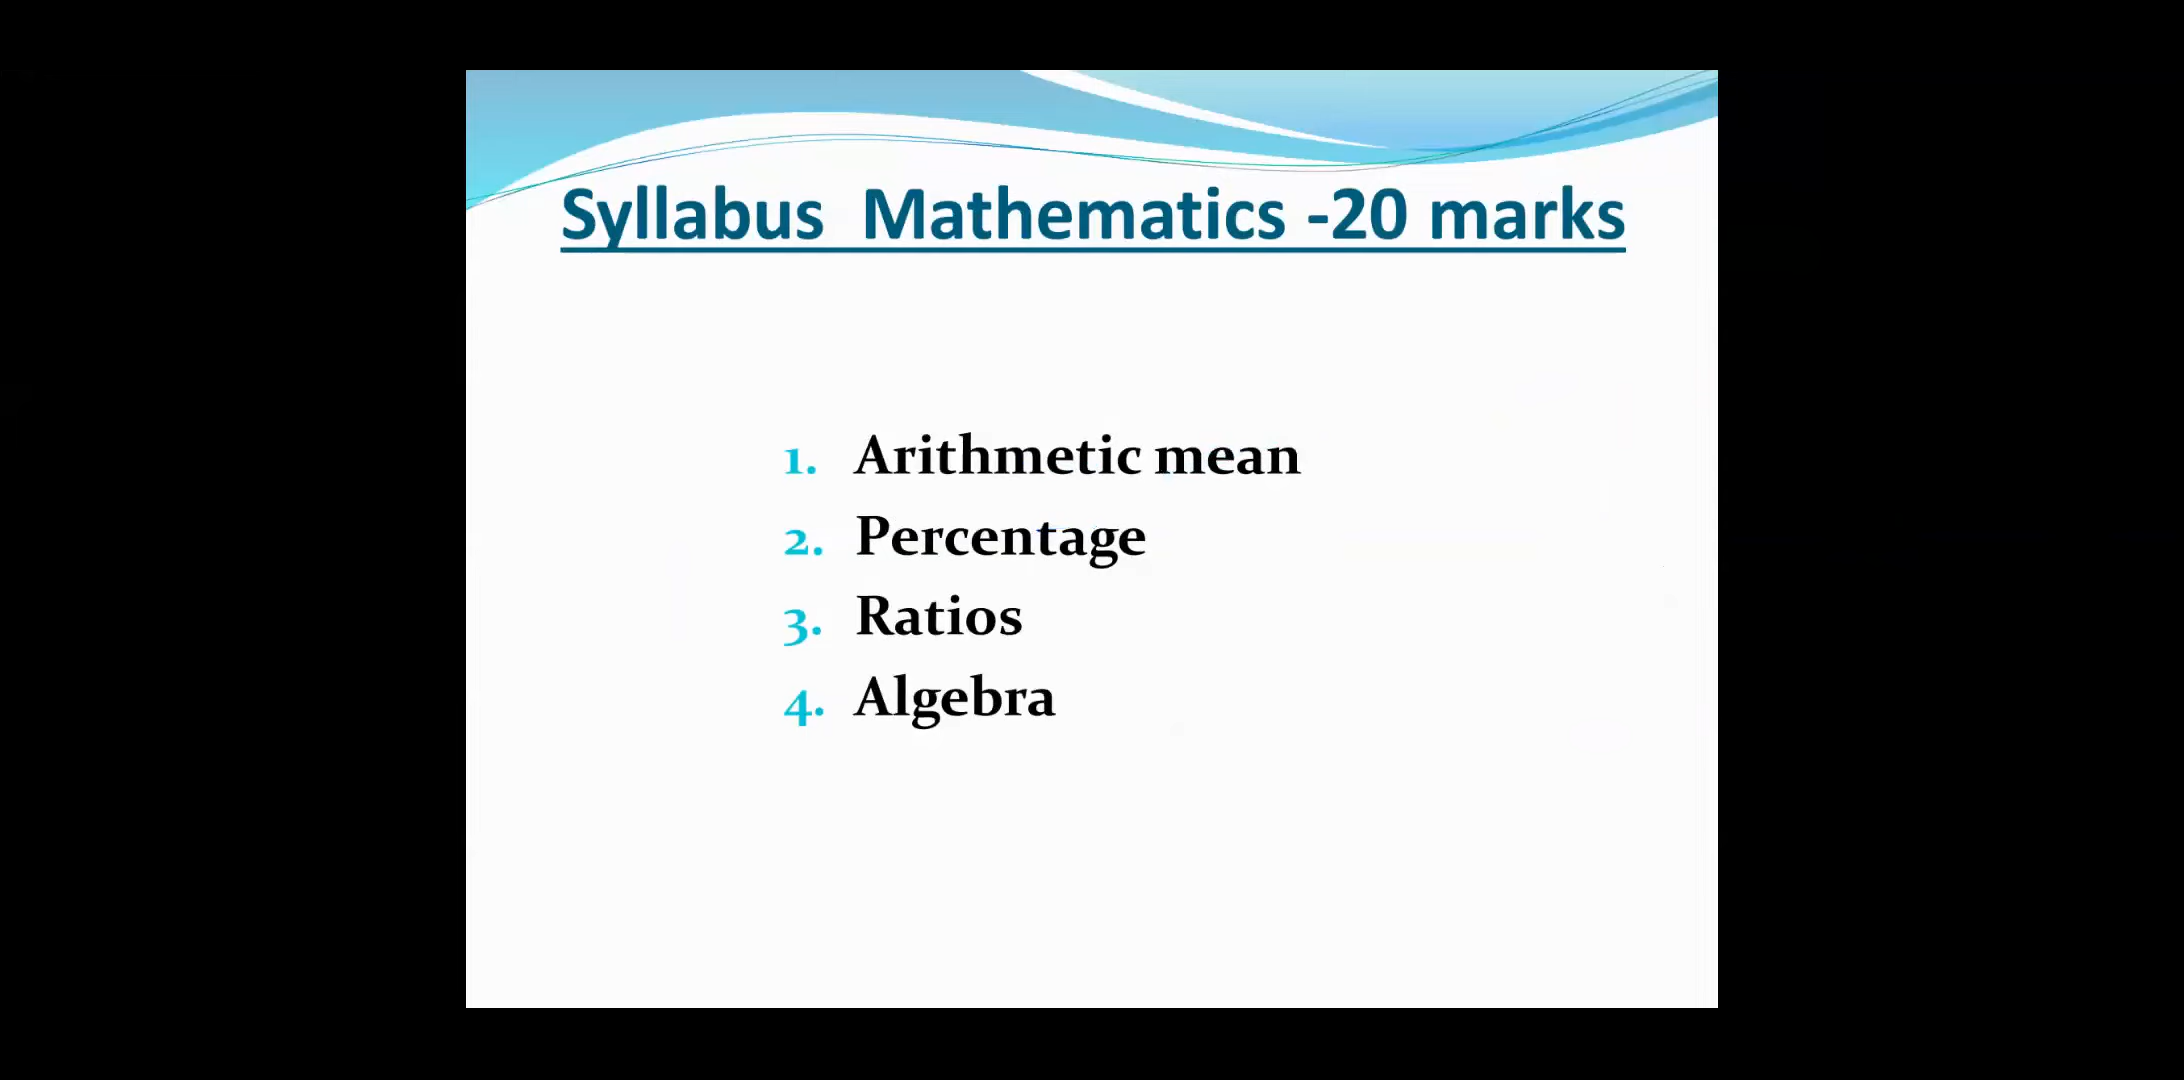 Syllabus Mathematics -20 marks
1. Arithmetic mean
2. Percentage
3. Ratios
4. Algebra